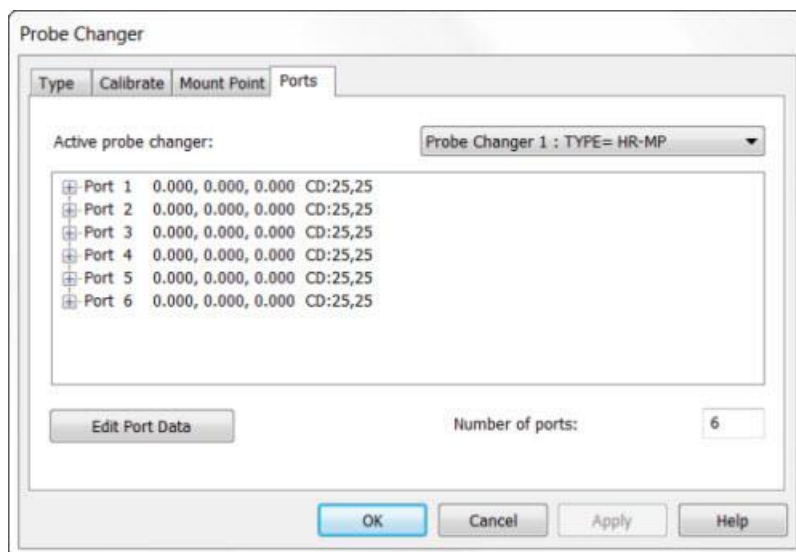 Probe Changer
Type Calibrate Mount Point Ports
Active probe changer: Probe Changer 1 : TYPE= HR-MP
Port 1 0.000, 0.000, 0.000 CD:25,25
Port 2 0.000, 0.000, 0.000 CD:25,25
Port 3 0.000, 0.000, 0.000 CD:25,25
Port 4 0.000, 0.000, 0.000 CD:25,25
Port 5 0.000, 0.000, 0.000 CD:25,25
Port 6 0.000, 0.000, 0.000 CD:25,25
Edit Port Data Number of ports: 6
OK Cancel Apply Help